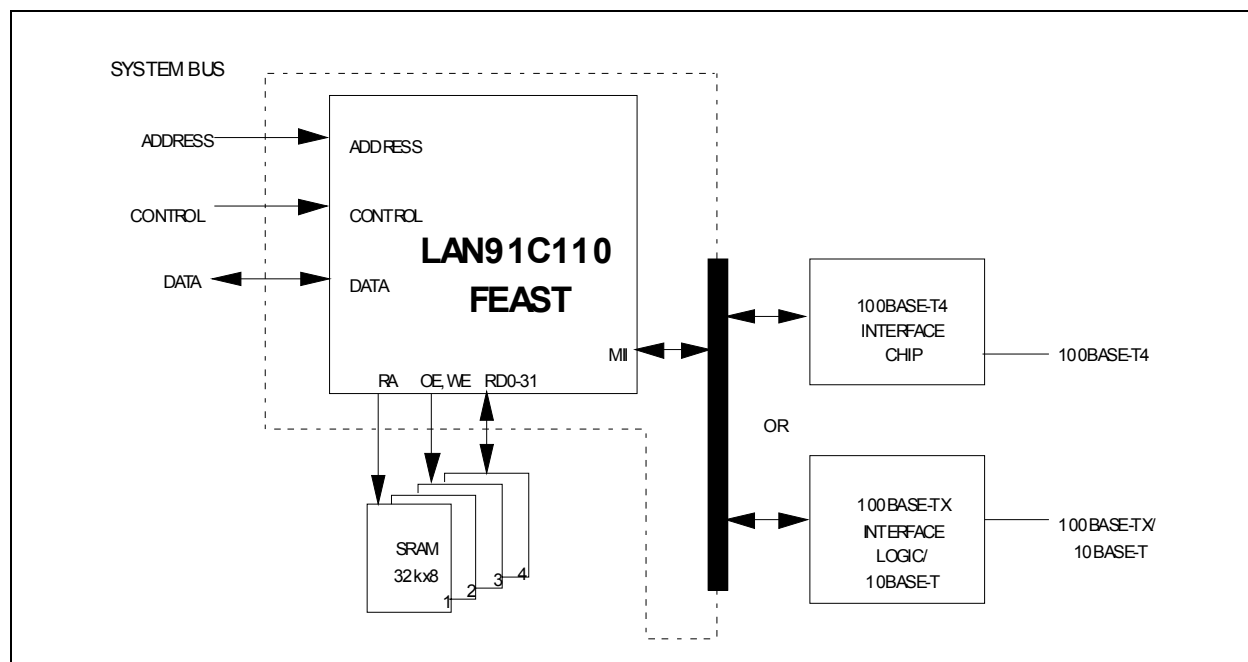 SYSTEM BUS
ADDRESS
CONTROL
DATA
ADDRESS
CONTROL
DATA
LAN91C110
FEAST
MII
RA OE, WE RD0-31
SRAM
32kx8
1
2
3
4
100BASE-T4
INTERFACE
CHIP
100BASE-T4
OR
100BASE-TX
INTERFACE
LOGIC/
10BASE-T
100BASE-TX/
10BASE-T